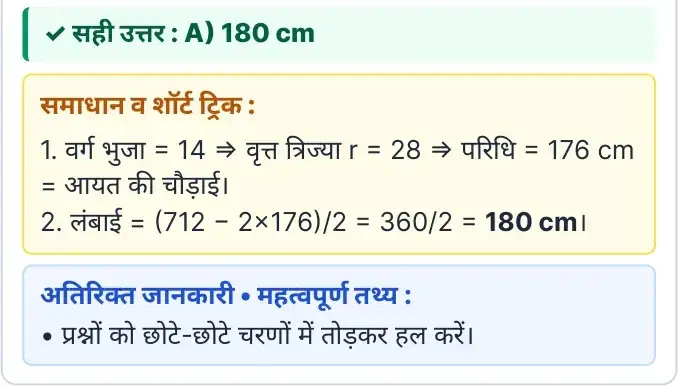 ✓ सही उत्तर : A) 180 cm
समाधान व शॉर्ट ट्रिक :
1. वर्ग भुजा = 14 ⇒ वृत्त त्रिज्या r = 28 ⇒ परिधि = 176 cm
= आयत की चौड़ाई।
2. लंबाई = (712 − 2×176)/2 = 360/2 = 180 cm।
अतिरिक्त जानकारी • महत्वपूर्ण तथ्य :
• प्रश्नों को छोटे-छोटे चरणों में तोड़कर हल करें।